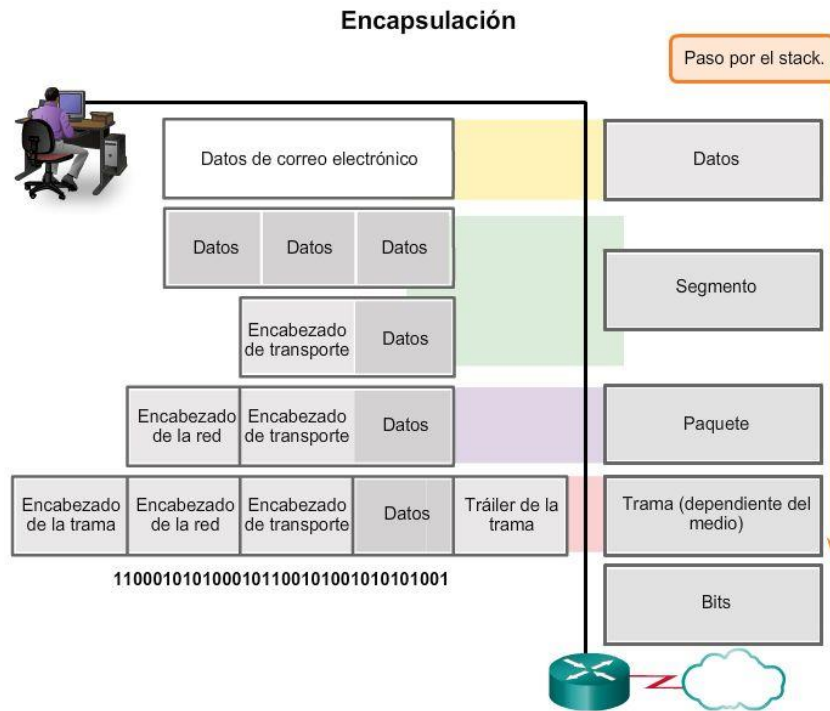 Encapsulación
Paso por el stack.
Datos de correo electrónico
Datos
Datos
Datos
Datos
Segmento
Encabezado
de transporte
Datos
Encabezado
de la red
Encabezado
de transporte
Datos
Paquete
Encabezado
de la trama
Encabezado
de la red
Encabezado
de transporte
Datos
Tráiler de la
trama
Trama (dependiente del
medio)
1100010101000101100101001010101001
Bits